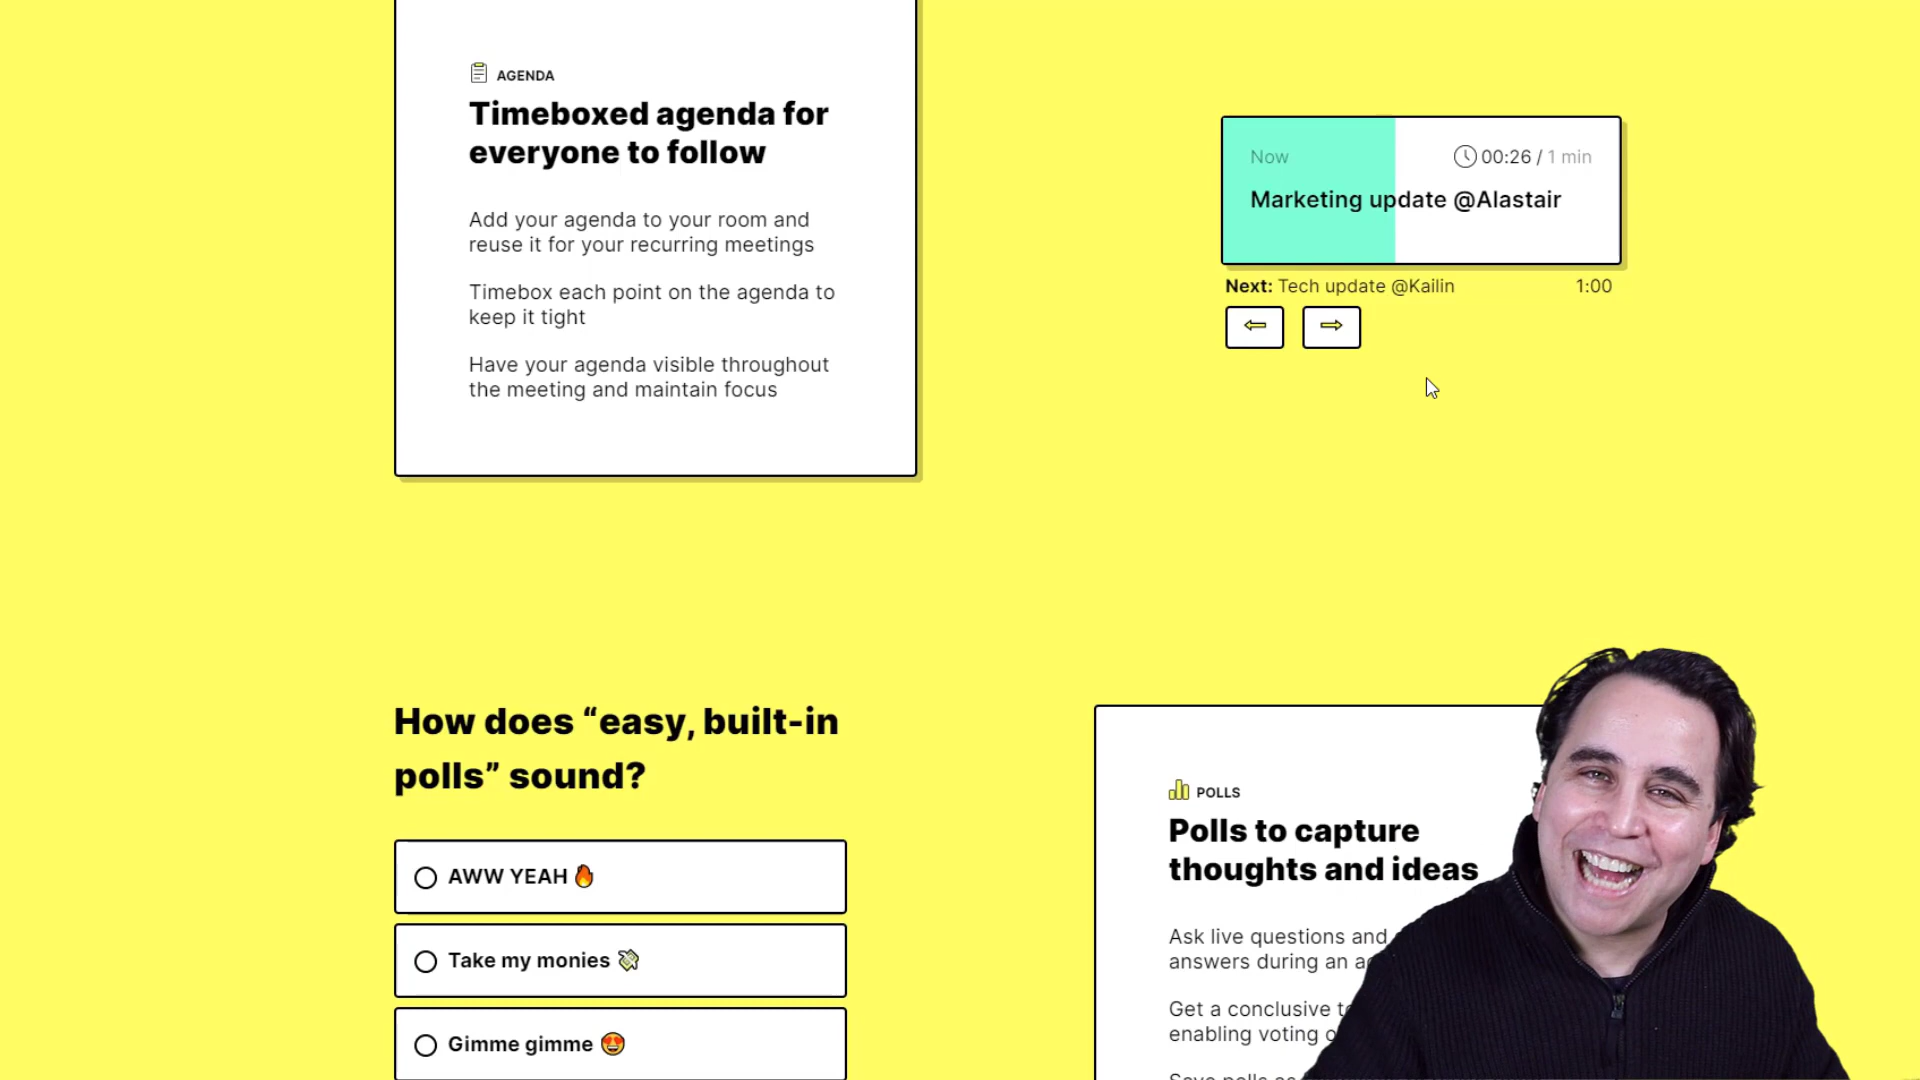 AGENDA
Timeboxed agenda for
everyone to follow
Add your agenda to your room and
reuse it for your recurring meetings
Timebox each point on the agenda to
keep it tight
Have your agenda visible throughout
the meeting and maintain focus
Now
00:26 / 1 min
Marketing update @Alastair
Next: Tech update @Kailin 1:00
How does “easy, built-in
polls” sound?
AWW YEAH 🔥
Take my monies 💸
Gimme gimme 😍
POLLS
Polls to capture
thoughts and ideas
Ask live questions and
answers during an
Get a conclusive
enabling voting
Save polls as